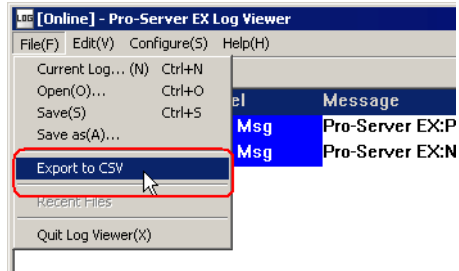 LOG [Online] - Pro-Server EX Log Viewer
File(F) Edit(V) Configure(S) Help(H)
Current Log... (N) Ctrl+N
Open(O)... Ctrl+O
Save(S) Ctrl+S
Save as(A)...
Export to CSV
Recent Files
Quit Log Viewer(X)
el Message
Msg Pro-Server EX:P
Msg Pro-Server EX:N